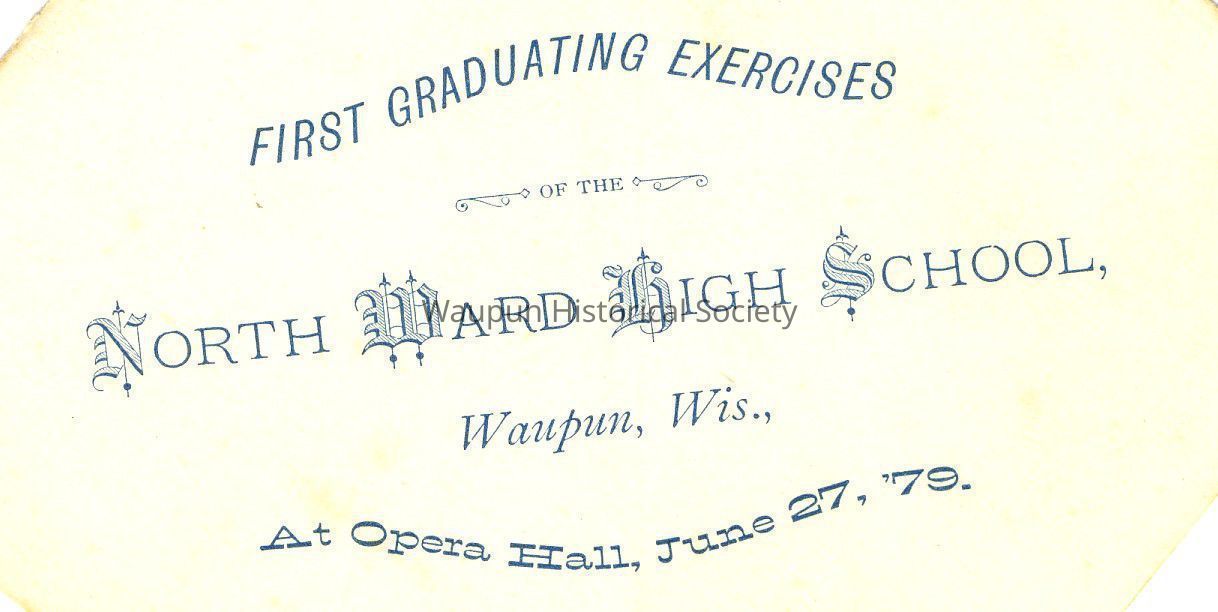 FIRST GRADUATING EXERCISES
OF THE
NORTH WARD HIGH SCHOOL,
Waupun Historical Society
Waupun, Wis.,
At Opera Hall, June 27, '79.